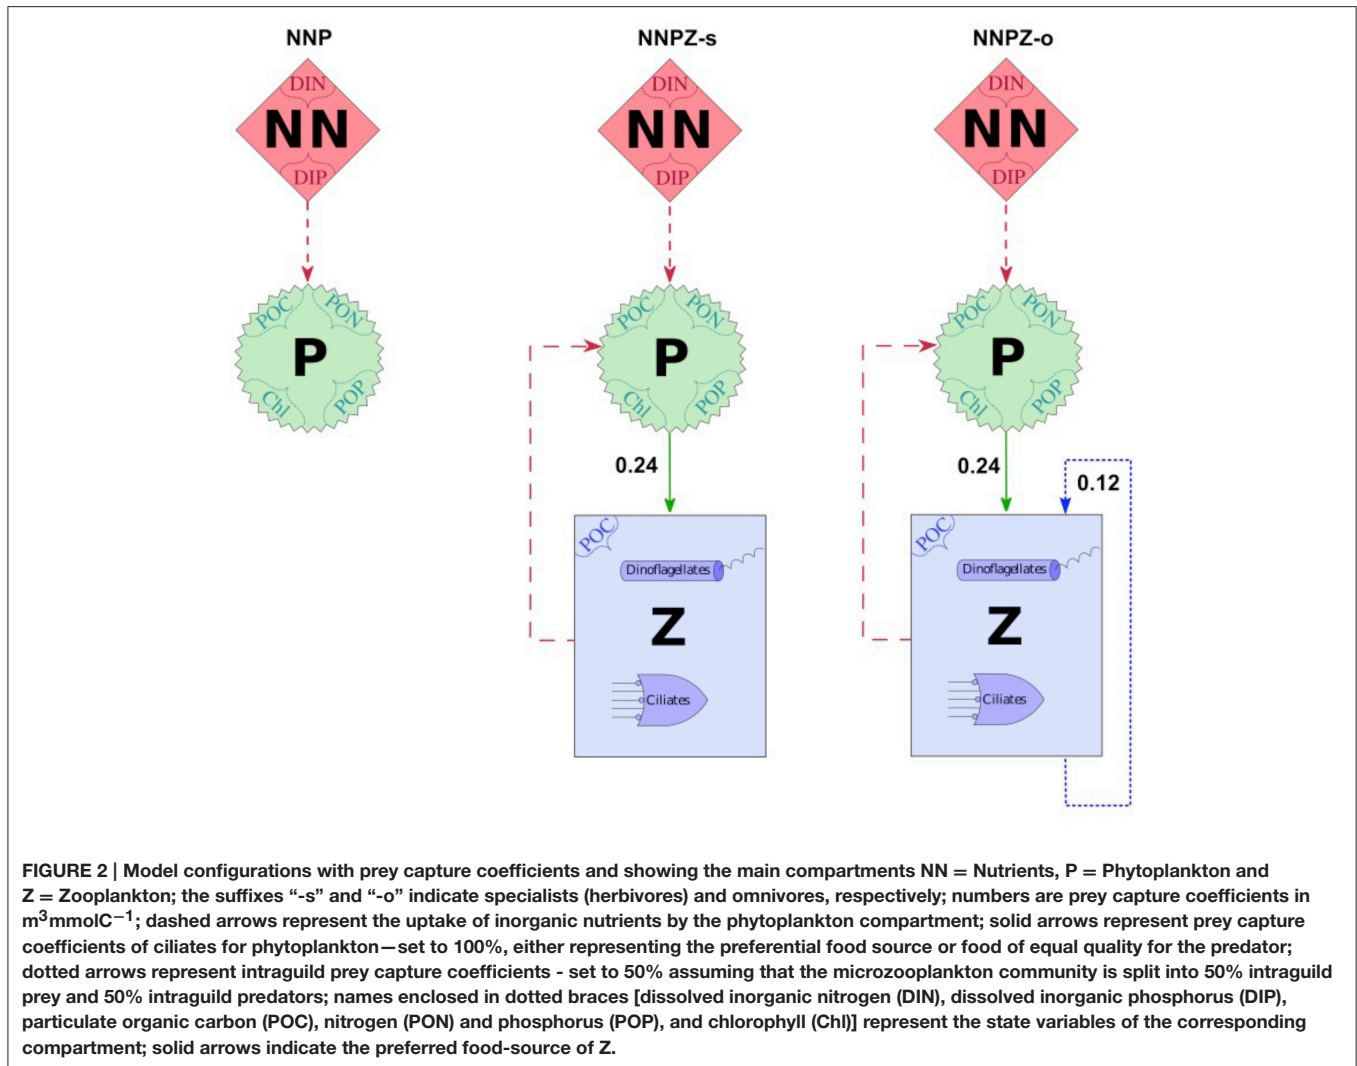 NNP NNPZ-s NNPZ-o
DIN DIN DIN
NN NN NN
DIP DIP DIP
POC PON POC PON POC PON
P P P
Chl POP Chl POP Chl POP
0.24 0.24 0.12
POC POC
Dinoflagellates Dinoflagellates
Z Z
Ciliates Ciliates
FIGURE 2 | Model configurations with prey capture coefficients and showing the main compartments NN = Nutrients, P = Phytoplankton and
Z = Zooplankton; the suffixes “-s” and “-o” indicate specialists (herbivores) and omnivores, respectively; numbers are prey capture coefficients in
m³mmolC⁻¹; dashed arrows represent the uptake of inorganic nutrients by the phytoplankton compartment; solid arrows represent prey capture
coefficients of ciliates for phytoplankton—set to 100%, either representing the preferential food source or food of equal quality for the predator;
dotted arrows represent intraguild prey capture coefficients - set to 50% assuming that the microzooplankton community is split into 50% intraguild
prey and 50% intraguild predators; names enclosed in dotted braces [dissolved inorganic nitrogen (DIN), dissolved inorganic phosphorus (DIP),
particulate organic carbon (POC), nitrogen (PON) and phosphorus (POP), and chlorophyll (Chl)] represent the state variables of the corresponding
compartment; solid arrows indicate the preferred food-source of Z.